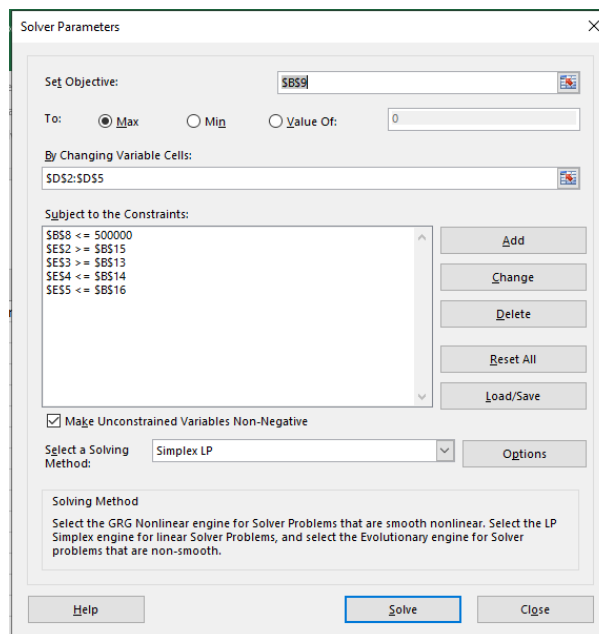 Solver Parameters
Set Objective:
$B$9
To:
Max
Min
Value Of:
0
By Changing Variable Cells:
$D$2:$D$5
Subject to the Constraints:
$B$8 <= 500000
$E$2 >= $B$15
$E$3 >= $B$13
$E$4 <= $B$14
$E$5 <= $B$16
Add
Change
Delete
Reset All
Load/Save
Make Unconstrained Variables Non-Negative
Select a Solving
Method:
Simplex LP
Options
Solving Method
Select the GRG Nonlinear engine for Solver Problems that are smooth nonlinear. Select the LP
Simplex engine for linear Solver Problems, and select the Evolutionary engine for Solver
problems that are non-smooth.
Help
Solve
Close